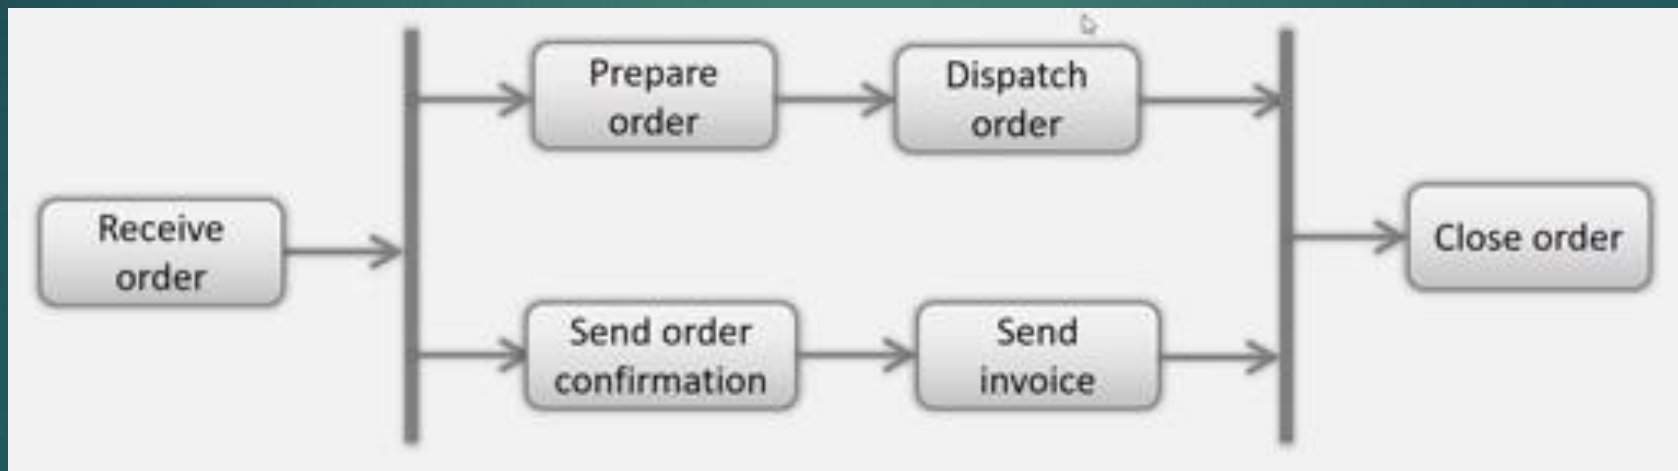 Receive
order
Prepare
order
Dispatch
order
Send order
confirmation
Send
invoice
Close order